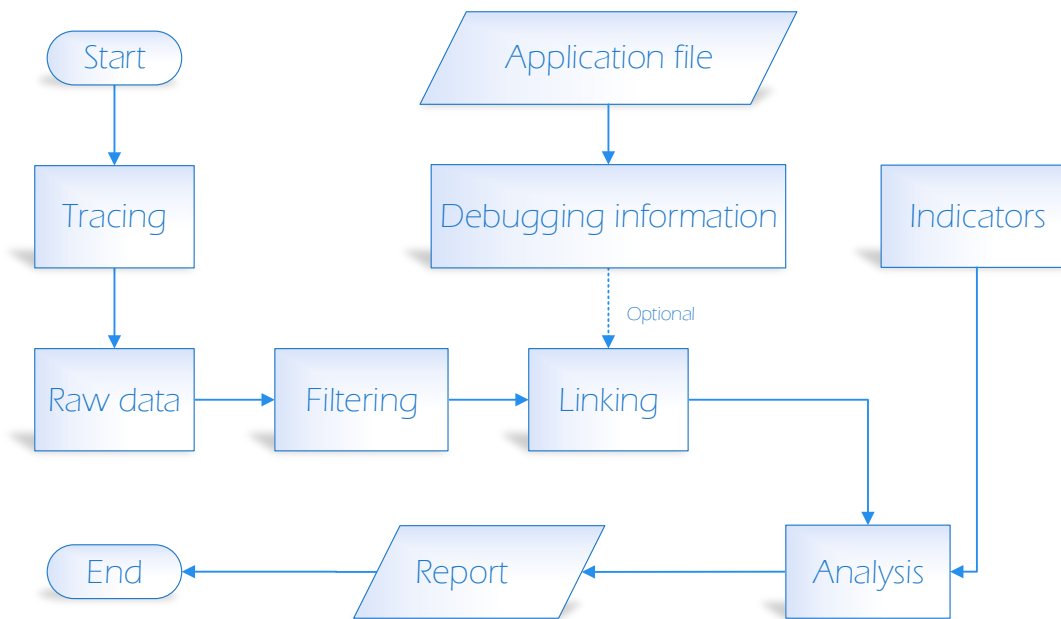 Start
Application file
Tracing
Debugging information
Indicators
Optional
Raw data
Filtering
Linking
End
Report
Analysis